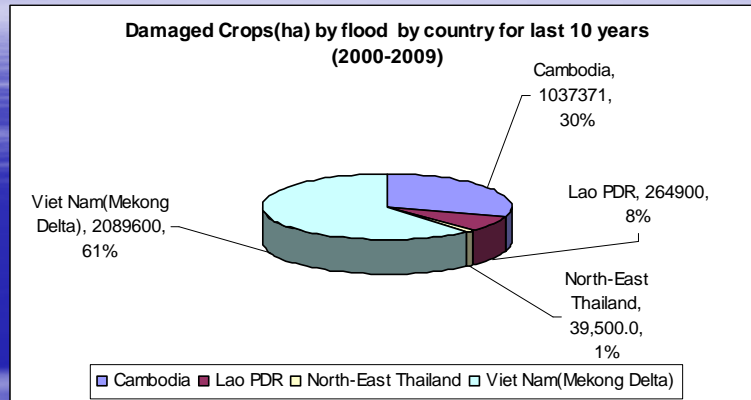 Damaged Crops(ha) by flood by country for last 10 years
(2000-2009)
Cambodia,
1037371,
30%
Lao PDR, 264900,
8%
North-East
Thailand,
39,500.0,
1%
Viet Nam(Mekong
Delta), 2089600,
61%
Cambodia Lao PDR North-East Thailand Viet Nam(Mekong Delta)